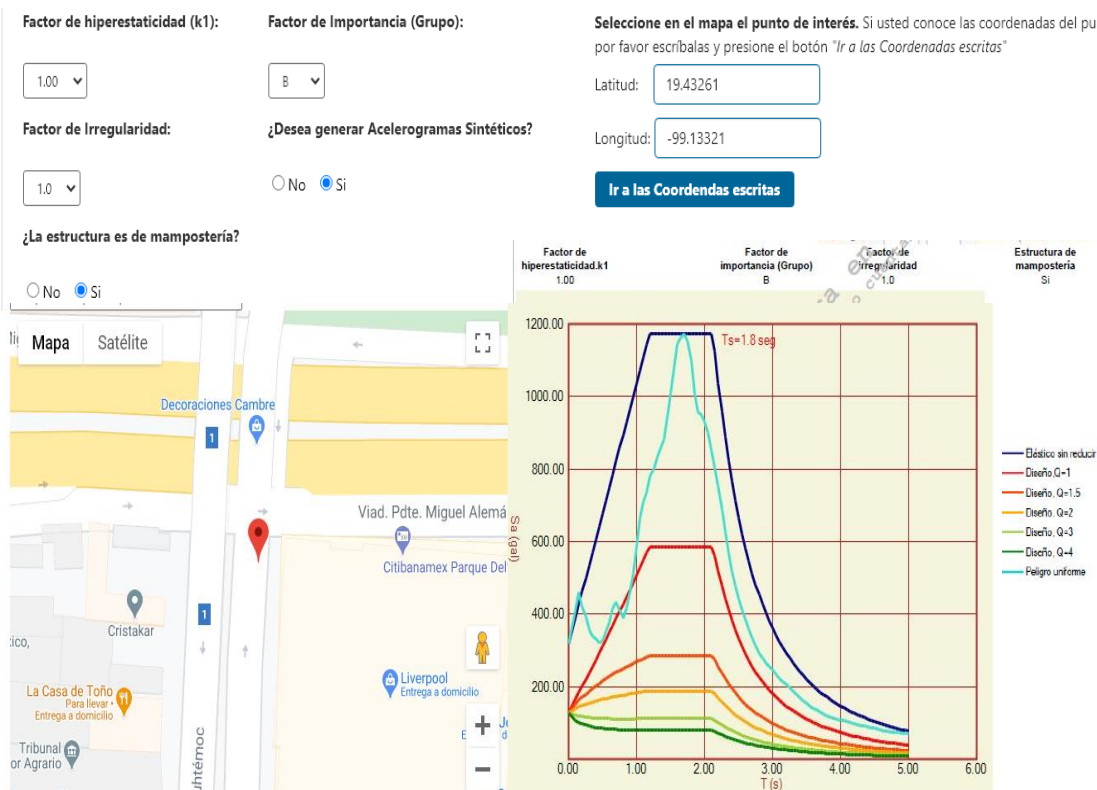 Factor de hiperestaticidad (k1):
Factor de Importancia (Grupo):
1.00
B
Factor de Irregularidad:
¿Desea generar Acelerogramas Sintéticos?
1.0
No
Si
¿La estructura es de mampostería?
No
Si
Seleccione en el mapa el punto de interés. Si usted conoce las coordenadas del pu
por favor escríbalas y presione el botón "Ir a las Coordenadas escritas"
Latitud:
19.43261
Longitud:
-99.13321
Ir a las Coordendas escritas
Factor de
hiperestaticidad.k1
1.00
Factor de
importancia (Grupo)
B
Factor de
irregularidad
1.0
Estructura de
mampostería
Si
Mapa
Satélite
Decoraciones Cambre
1
Viad. Pdte. Miguel Alemá
Citibanamex Parque Del
Cristakar
ico,
1
La Casa de Toño
Para llevar •
Entrega a domicilio
Liverpool
Entrega a domicilio
Tribunal
or Agrario
uhtémoc
+
−
1200.00
1000.00
800.00
600.00
400.00
200.00
Sa (gal)
Ts=1.8 seg
0.00
1.00
2.00
3.00
4.00
5.00
6.00
T (s)
Elástico sin reducir
Diseño,Q=1
Diseño, Q=1.5
Diseño, Q=2
Diseño, Q=3
Diseño, Q=4
Peligro uniforme